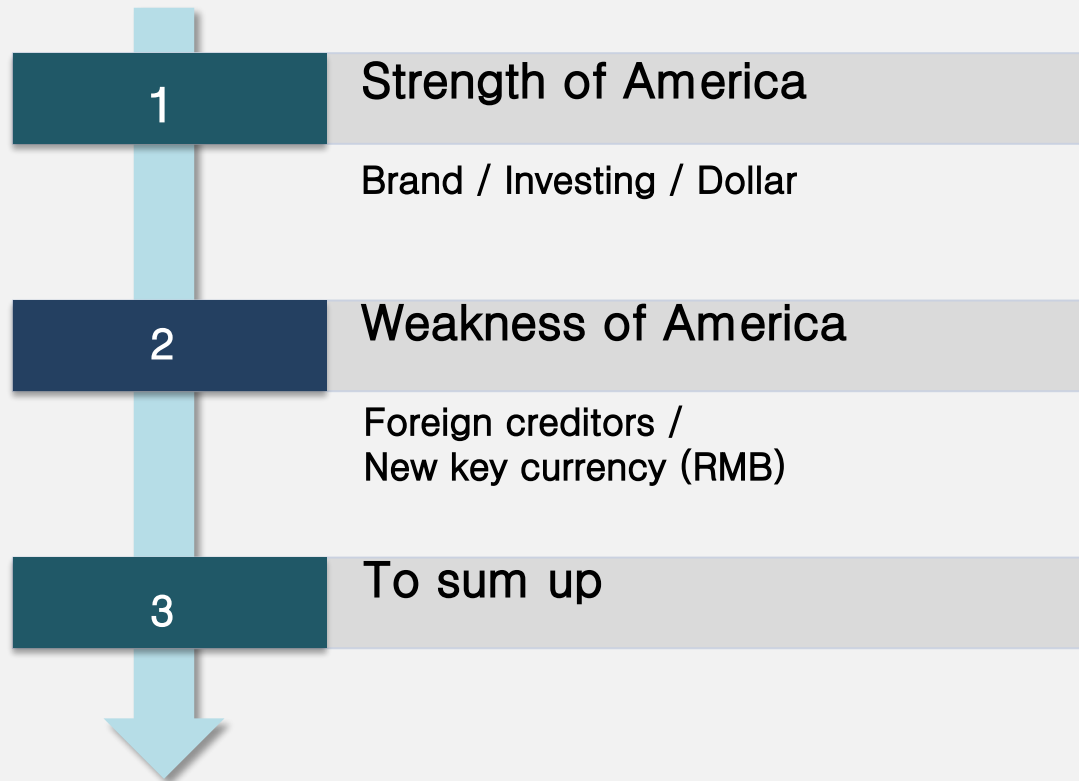 1
Strength of America
Brand / Investing / Dollar
2
Weakness of America
Foreign creditors /
New key currency (RMB)
3
To sum up